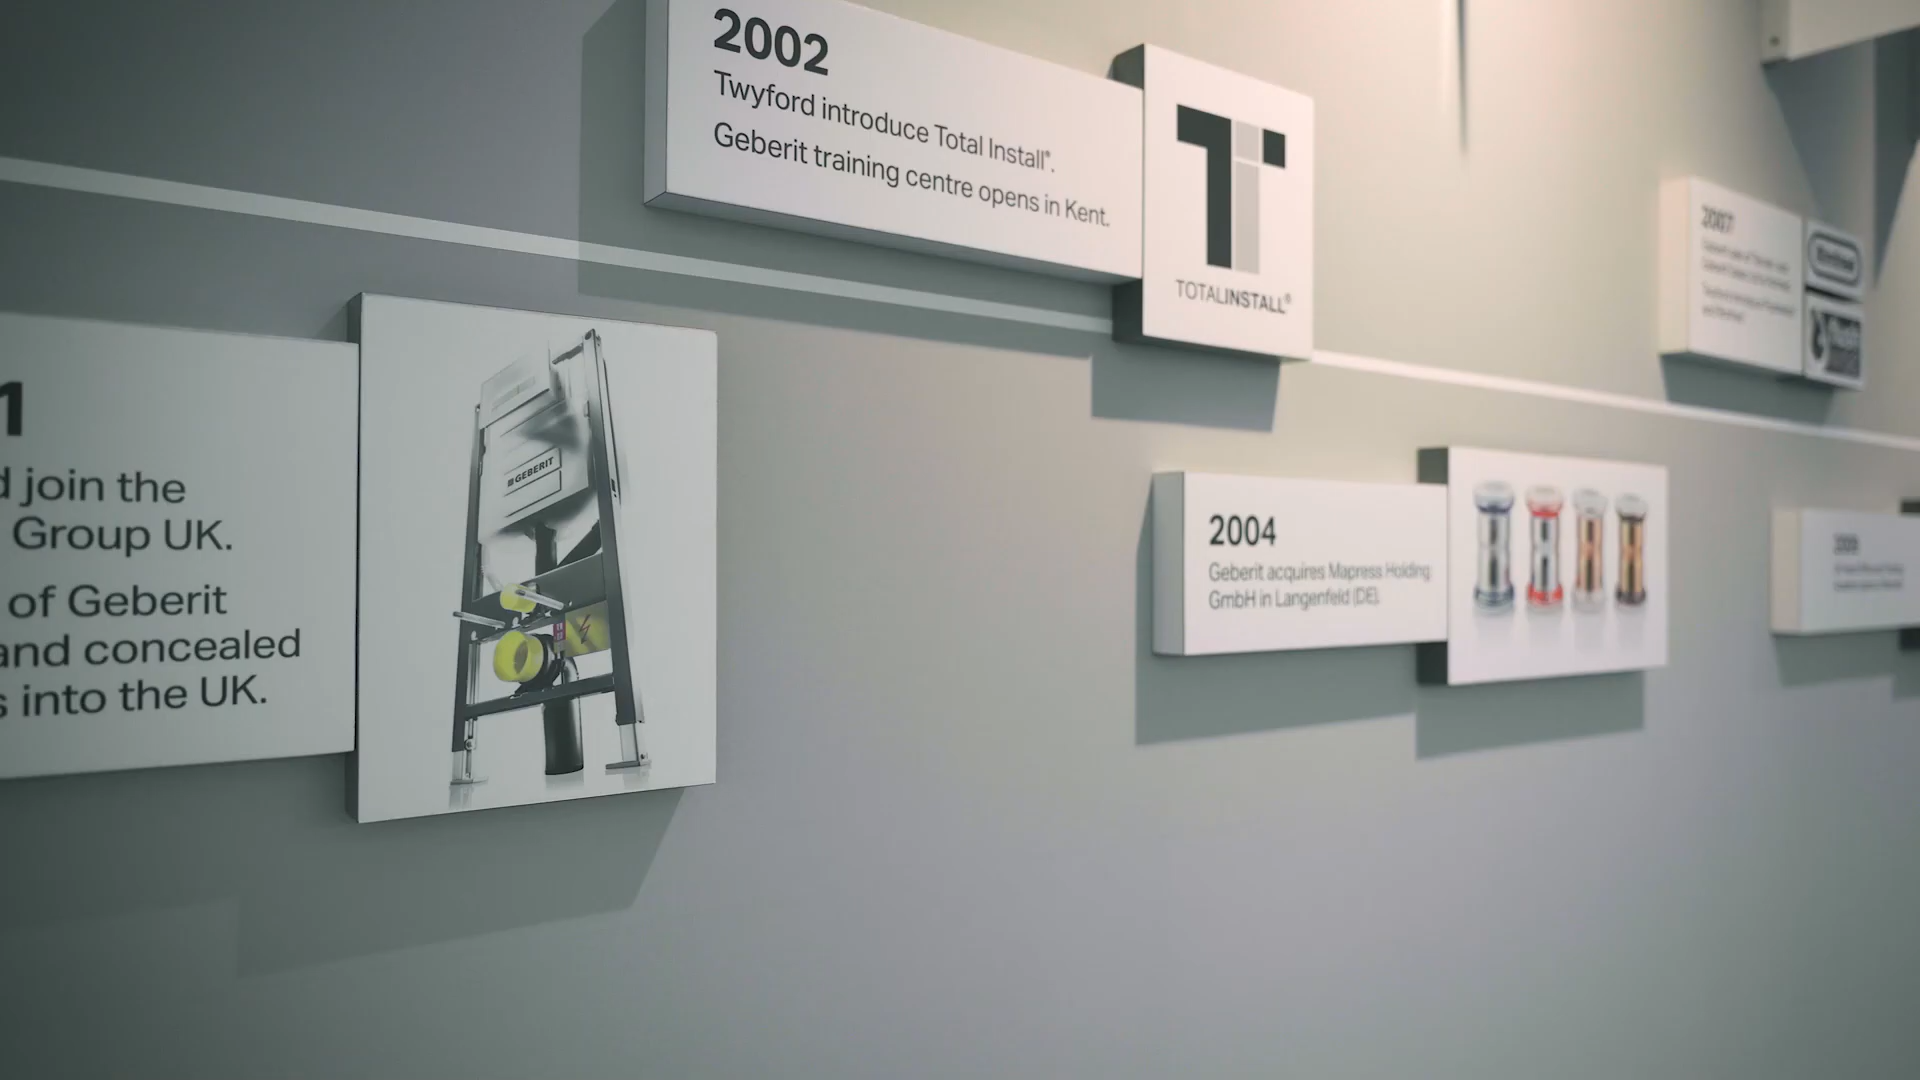 1
d join the
Group UK.
of Geberit
and concealed
s into the UK.
GEBERIT
2002
Twyford introduce Total Install®.
Geberit training centre opens in Kent.
TOTALINSTALL®
2004
Geberit acquires Mapress Holding
GmbH in Langenfeld (DE).
2007